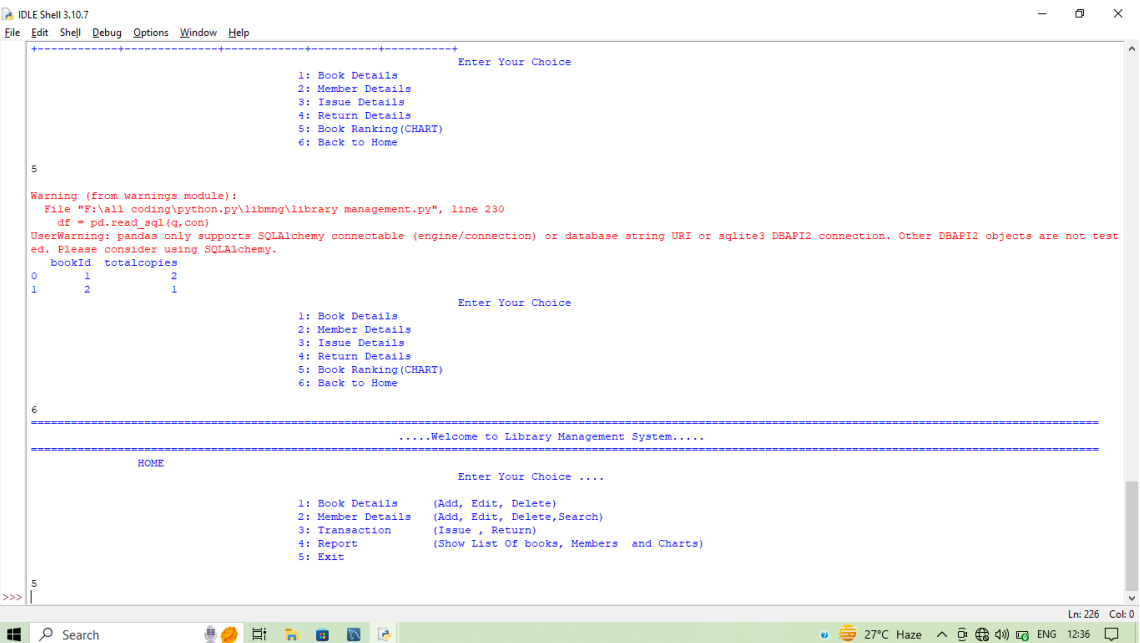 IDLE Shell 3.10.7
File Edit Shell Debug Options Window Help
+------------+--------------+------------+----------+----------+
Enter Your Choice
1: Book Details
2: Member Details
3: Issue Details
4: Return Details
5: Book Ranking(CHART)
6: Back to Home
5
Warning (from warnings module):
File "F:\all coding\python.py\libmng\library management.py", line 230
df = pd.read_sql(q,con)
UserWarning: pandas only supports SQLAlchemy connectable (engine/connection) or database string URI or sqlite3 DBAPI2 connection. Other DBAPI2 objects are not test
ed. Please consider using SQLAlchemy.
bookId totalcopies
0 1 2
1 2 1
Enter Your Choice
1: Book Details
2: Member Details
3: Issue Details
4: Return Details
5: Book Ranking(CHART)
6: Back to Home
6
.....Welcome to Library Management System.....
HOME
Enter Your Choice ....
1: Book Details (Add, Edit, Delete)
2: Member Details (Add, Edit, Delete,Search)
3: Transaction (Issue , Return)
4: Report (Show List Of books, Members and Charts)
5: Exit
5
>>>
Ln: 226 Col: 0
Search 27°C Haze ENG 12:36